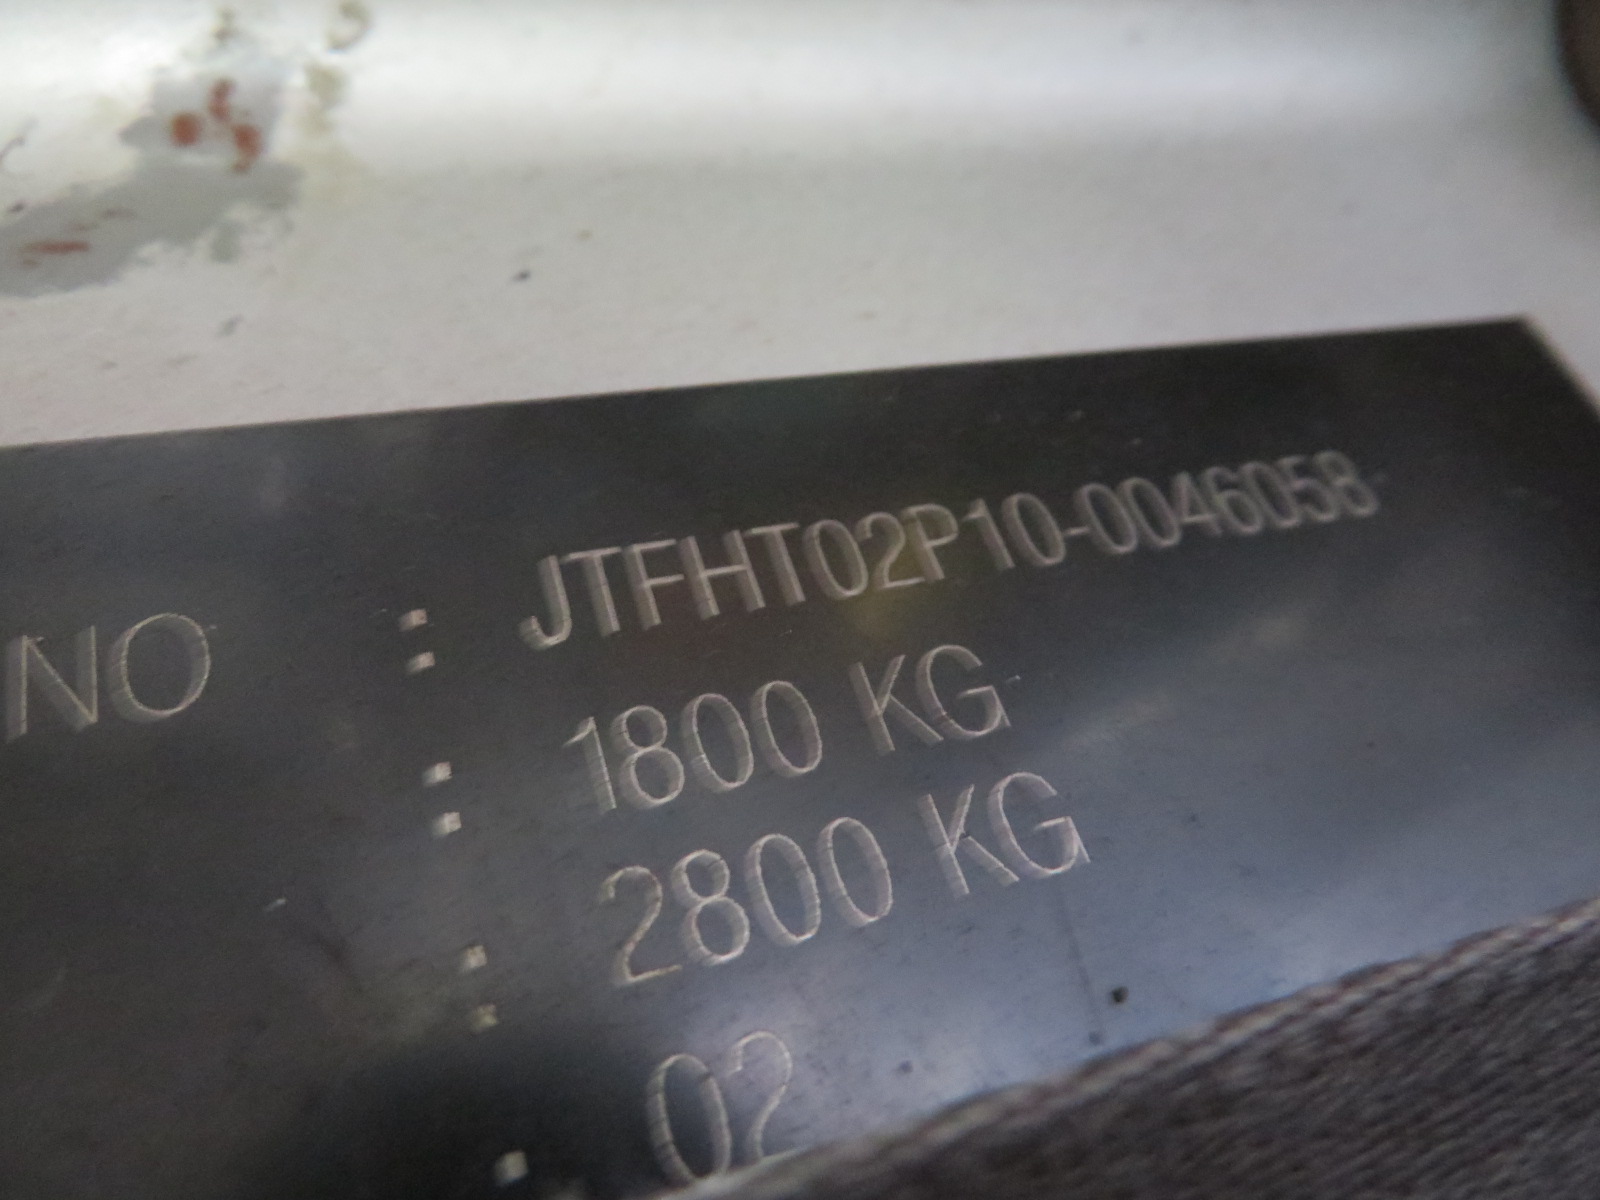 NO : JTFHT02P10-0046058
: 1800 KG
: 2800 KG
: 02